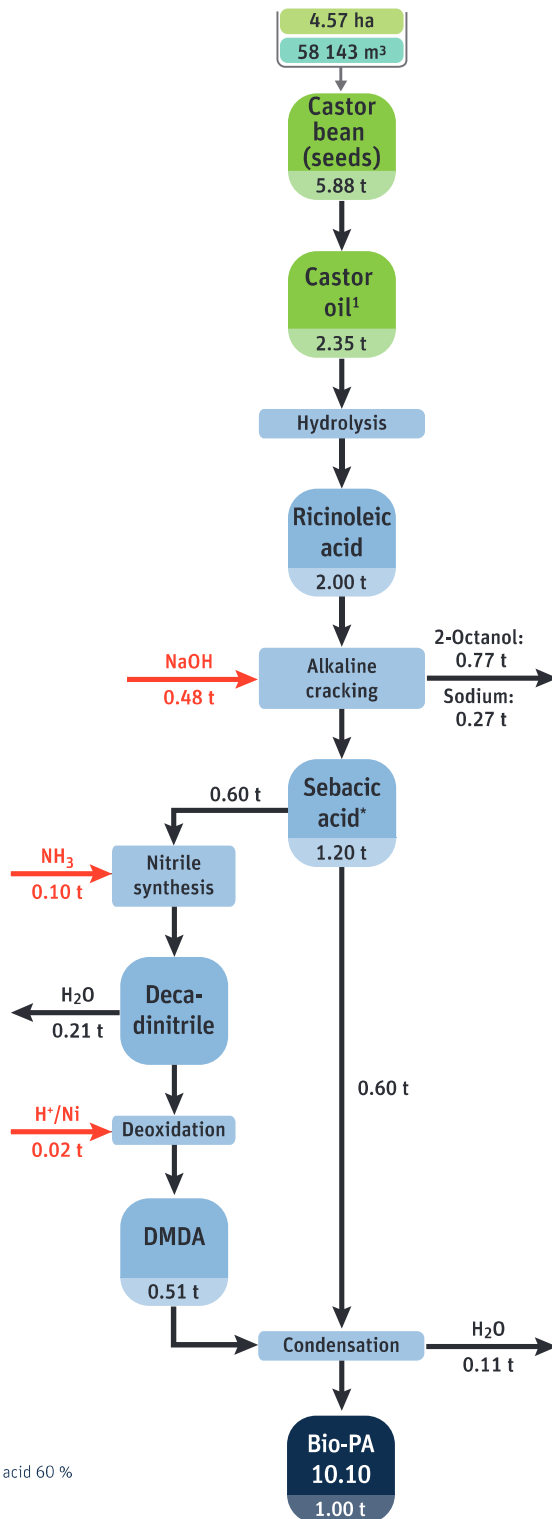 4.57 ha
58 143 m³
Castor
bean
(seeds)
5.88 t
Castor
oil¹
2.35 t
Hydrolysis
Ricinoleic
acid
2.00 t
NaOH
0.48 t
Alkaline
cracking
2-Octanol:
0.77 t
Sodium:
0.27 t
Sebacic
acid*
1.20 t
0.60 t
NH₃
0.10 t
Nitrile
synthesis
H₂O
0.21 t
Deca-
dinitrile
0.60 t
H⁺/Ni
0.02 t
Deoxidation
DMDA
0.51 t
Condensation
H₂O
0.11 t
Bio-PA
10.10
1.00 t
acid 60 %